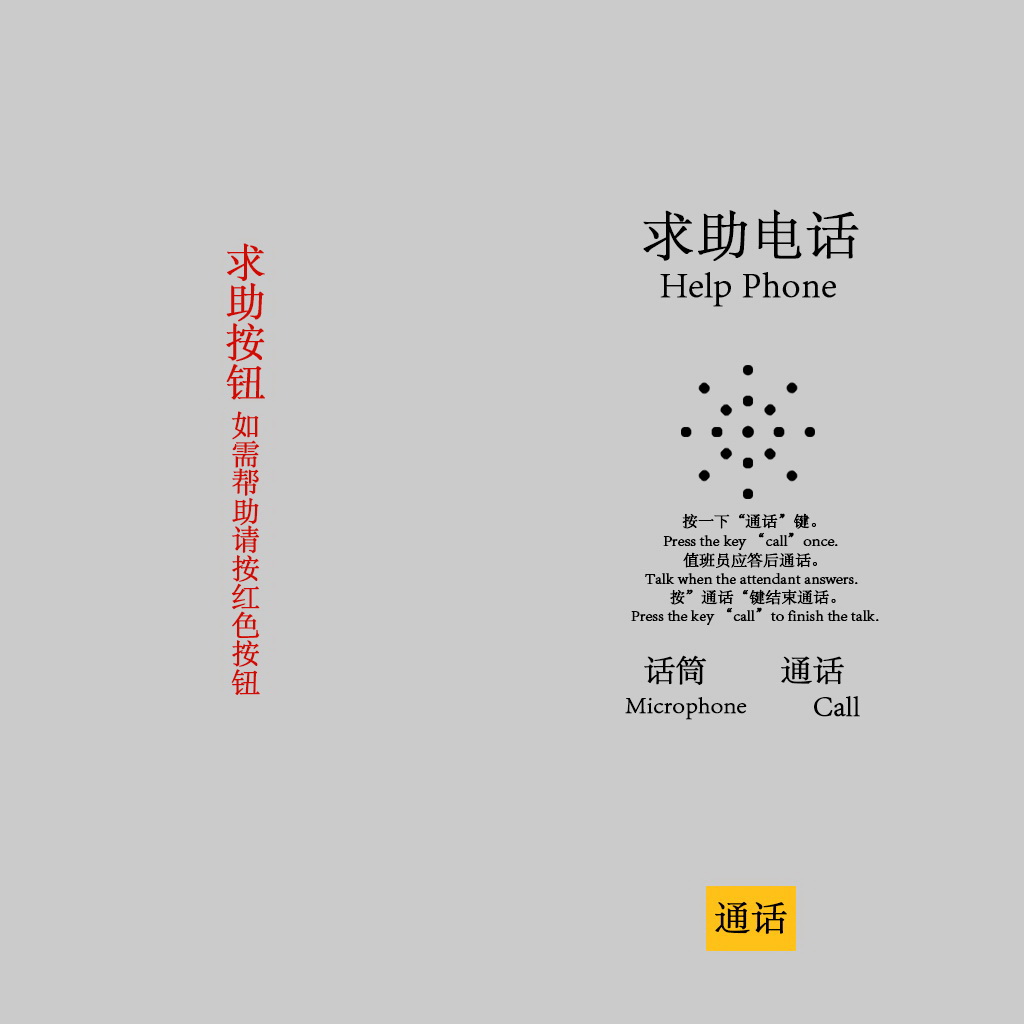 求助按钮
如需帮助请按红色按钮
求助电话
Help Phone
按一下“通话”键。
Press the key “call” once.
值班员应答后通话。
Talk when the attendant answers.
按”通话“键结束通话。
Press the key “call” to finish the talk.
话筒 通话
Microphone Call
通话